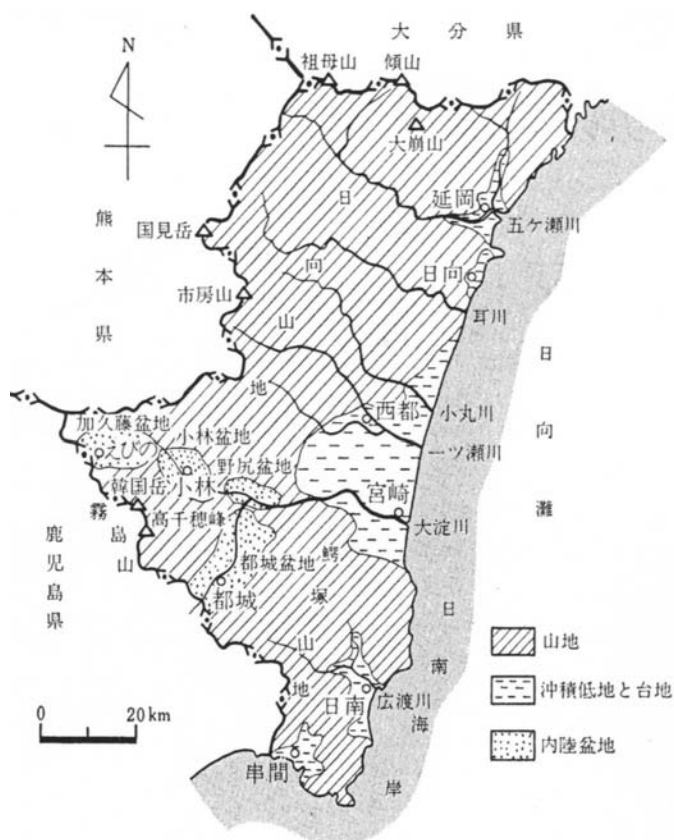 大分県
N
祖母山
傾山
大崩山
熊本県
国見岳
市房山
延岡
五ケ瀬川
日向
耳川
日向山地
日向灘
西都
小丸川
一ツ瀬川
加久藤盆地
えびの
小林盆地
小林
野尻盆地
韓国岳
高千穂峰
霧島山
鹿児島県
宮崎
大淀川
都城盆地
都城
鰐塚山地
日南
広渡川
日南海岸
串間
山地
沖積低地と台地
内陸盆地
0 20km